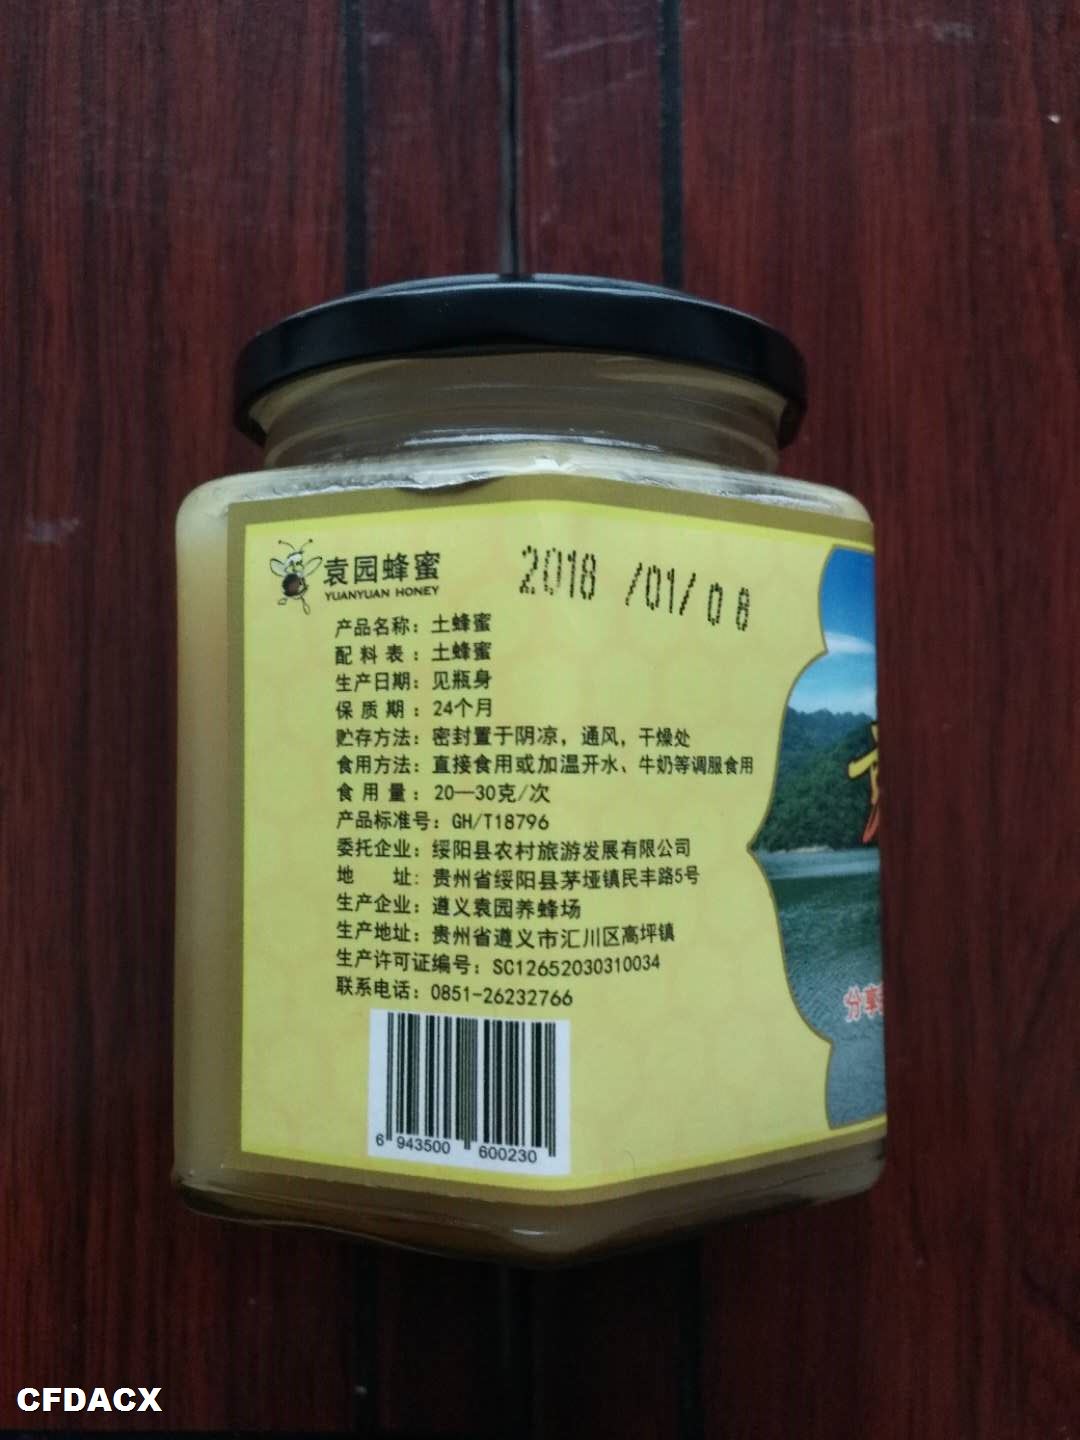 袁园蜂蜜
YUANYUAN HONEY
2018 /01/ 08
产品名称：土蜂蜜
配料表：土蜂蜜
生产日期：见瓶身
保质期：24个月
贮存方法：密封置于阴凉，通风，干燥处
食用方法：直接食用或加温开水、牛奶等调服食用
食用量：20—30克/次
产品标准号：GH/T18796
委托企业：绥阳县农村旅游发展有限公司
地 址：贵州省绥阳县茅垭镇民丰路5号
生产企业：遵义袁园养蜂场
生产地址：贵州省遵义市汇川区高坪镇
生产许可证编号：SC12652030310034
联系电话：0851-26232766
6 943500 600230
分享
CFDACX